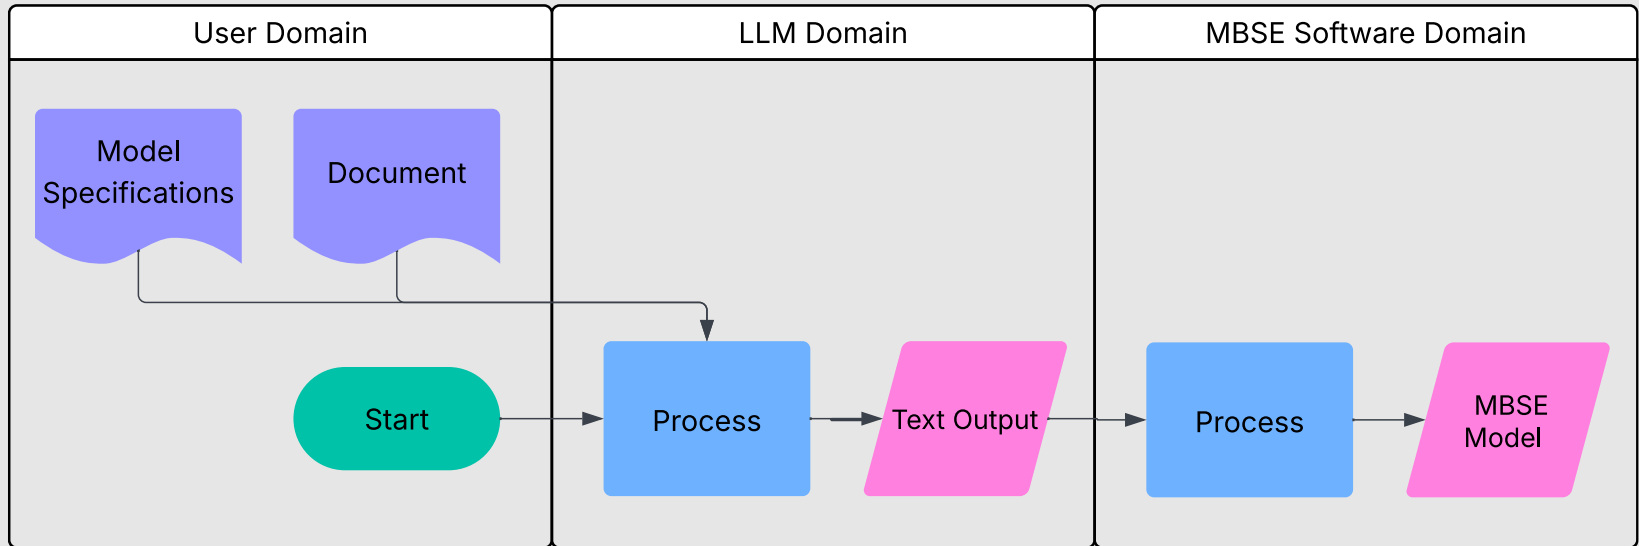 User Domain
LLM Domain
MBSE Software Domain
Model
Specifications
Document
Start
Process
Text Output
Process
MBSE
Model